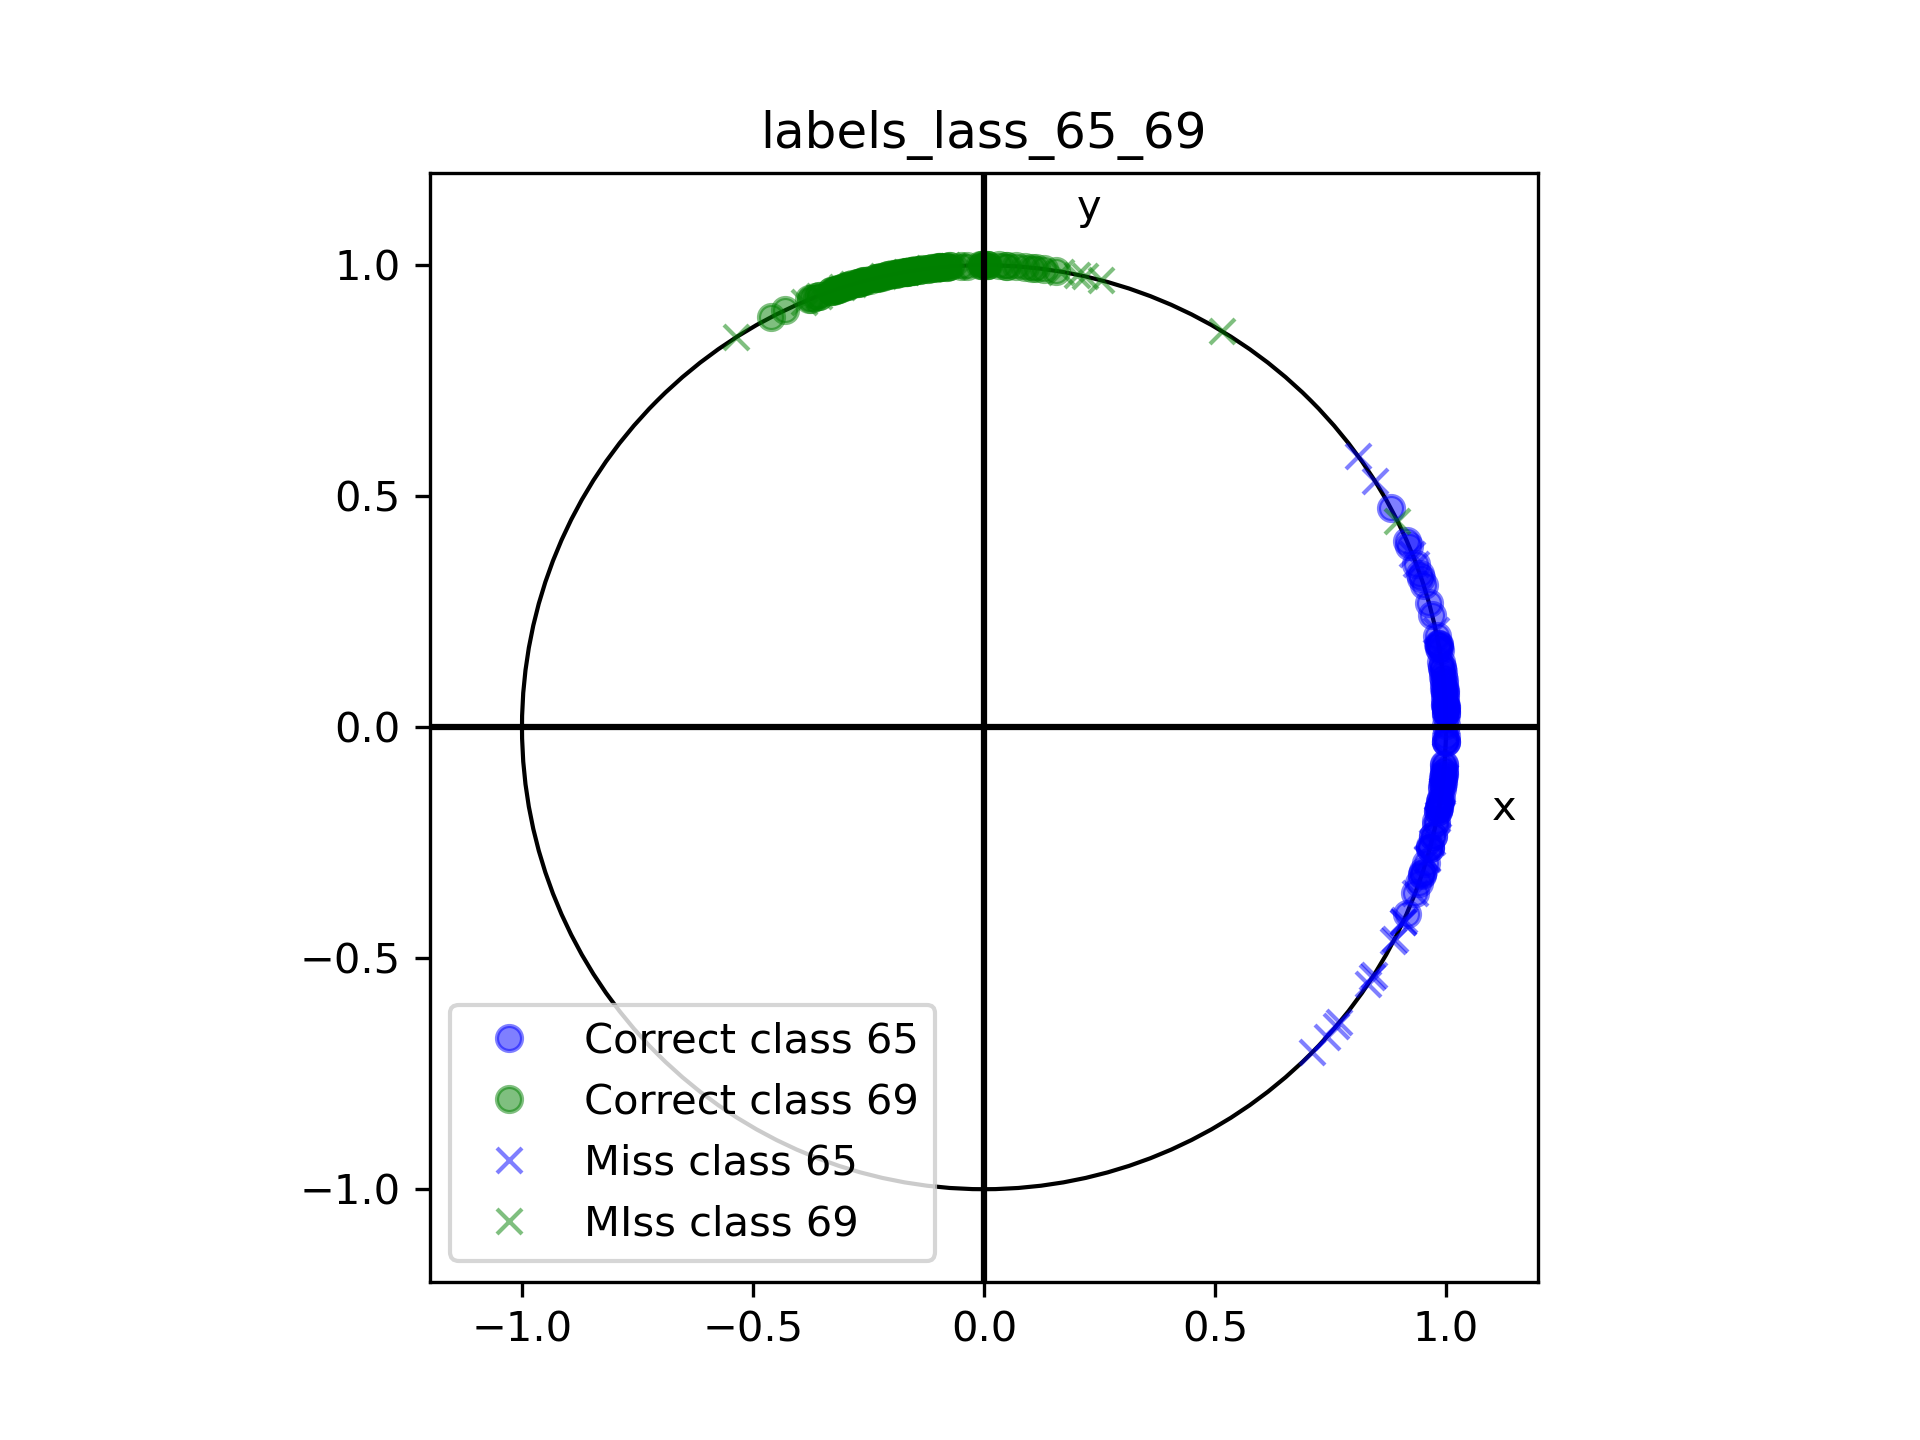 labels_lass_65_69
y
1.0
0.5
0.0
−0.5
−1.0
x
Correct class 65
Correct class 69
Miss class 65
MIss class 69
−1.0 −0.5 0.0 0.5 1.0